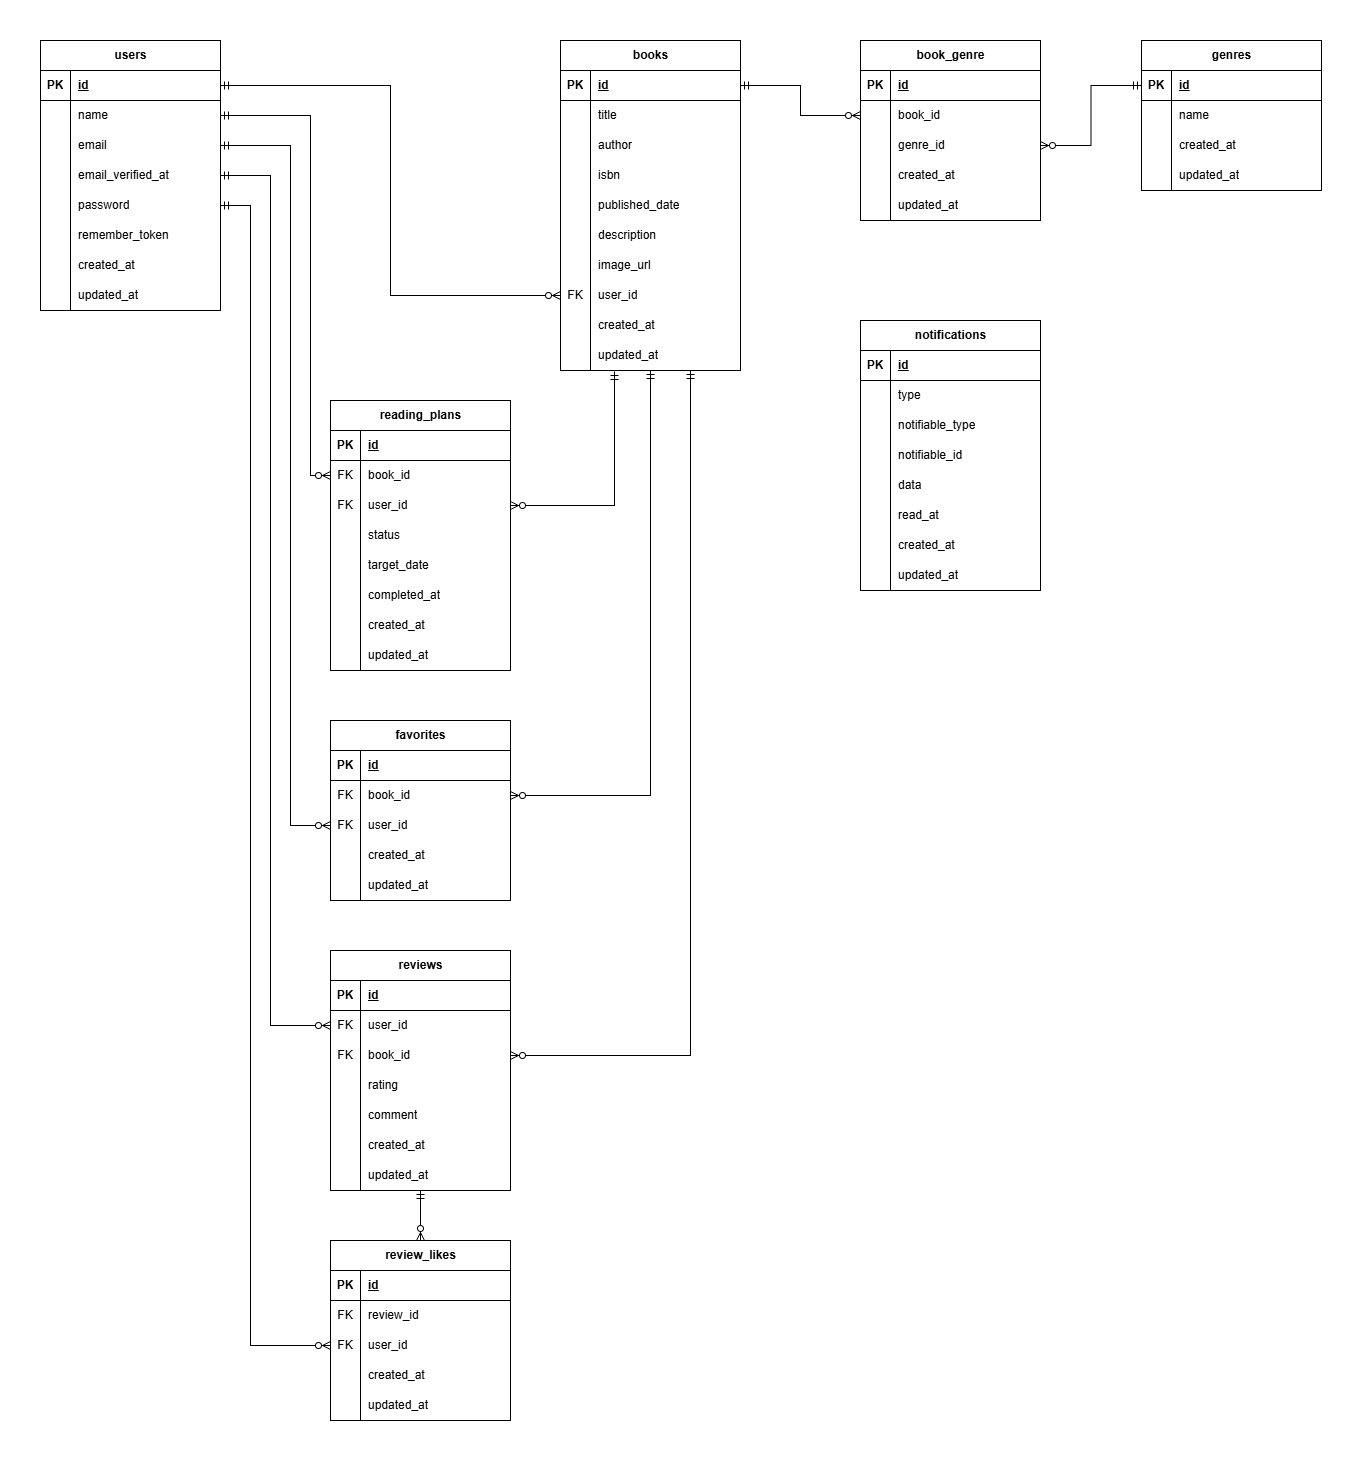 users
PK id
name
email
email_verified_at
password
remember_token
created_at
updated_at
books
PK id
title
author
isbn
published_date
description
image_url
FK user_id
created_at
updated_at
book_genre
PK id
book_id
genre_id
created_at
updated_at
genres
PK id
name
created_at
updated_at
notifications
PK id
type
notifiable_type
notifiable_id
data
read_at
created_at
updated_at
reading_plans
PK id
FK book_id
FK user_id
status
target_date
completed_at
created_at
updated_at
favorites
PK id
FK book_id
FK user_id
created_at
updated_at
reviews
PK id
FK user_id
FK book_id
rating
comment
created_at
updated_at
review_likes
PK id
FK review_id
FK user_id
created_at
updated_at